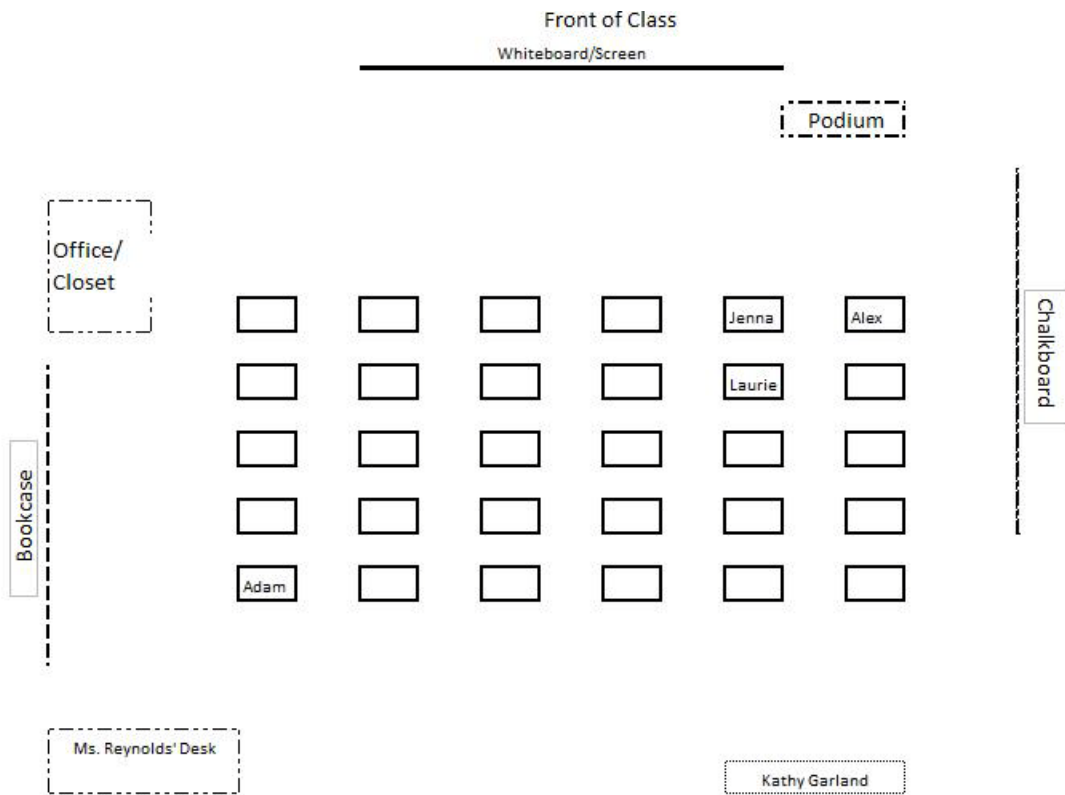 Front of Class
Whiteboard/Screen
Podium
Office/
Closet
Jenna
Alex
Chalkboard
Laurie
Bookcase
Adam
Ms. Reynolds' Desk
Kathy Garland